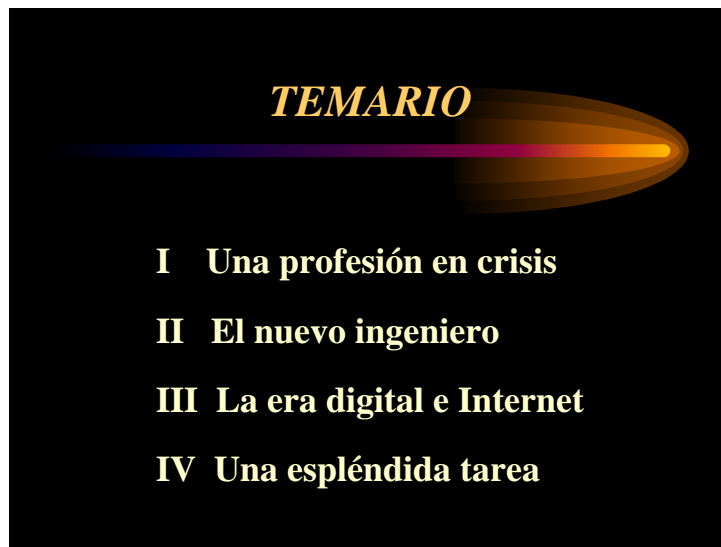 TEMARIO
I Una profesión en crisis
II El nuevo ingeniero
III La era digital e Internet
IV Una espléndida tarea